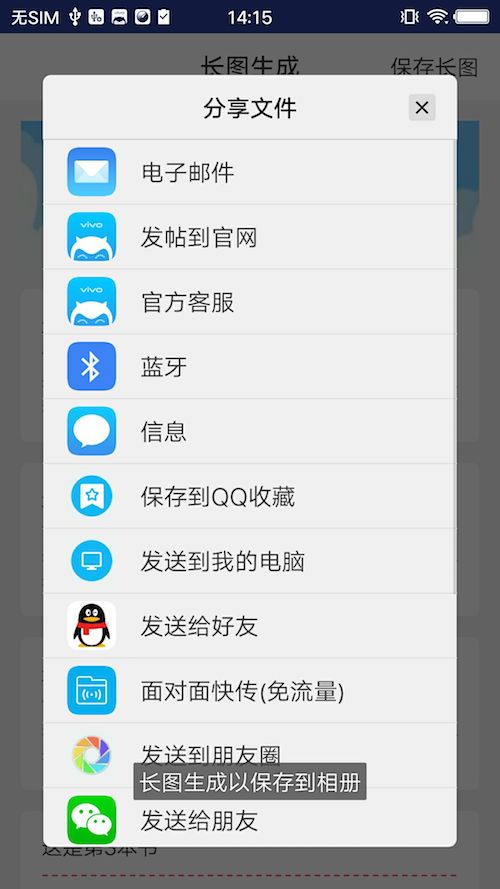 无SIM 14:15
长图生成 保存长图
分享文件
电子邮件
vivo
发帖到官网
vivo
官方客服
蓝牙
信息
保存到QQ收藏
发送到我的电脑
发送给好友
面对面快传(免流量)
发送到朋友圈
长图生成以保存到相册
发送给朋友
这是第3本书